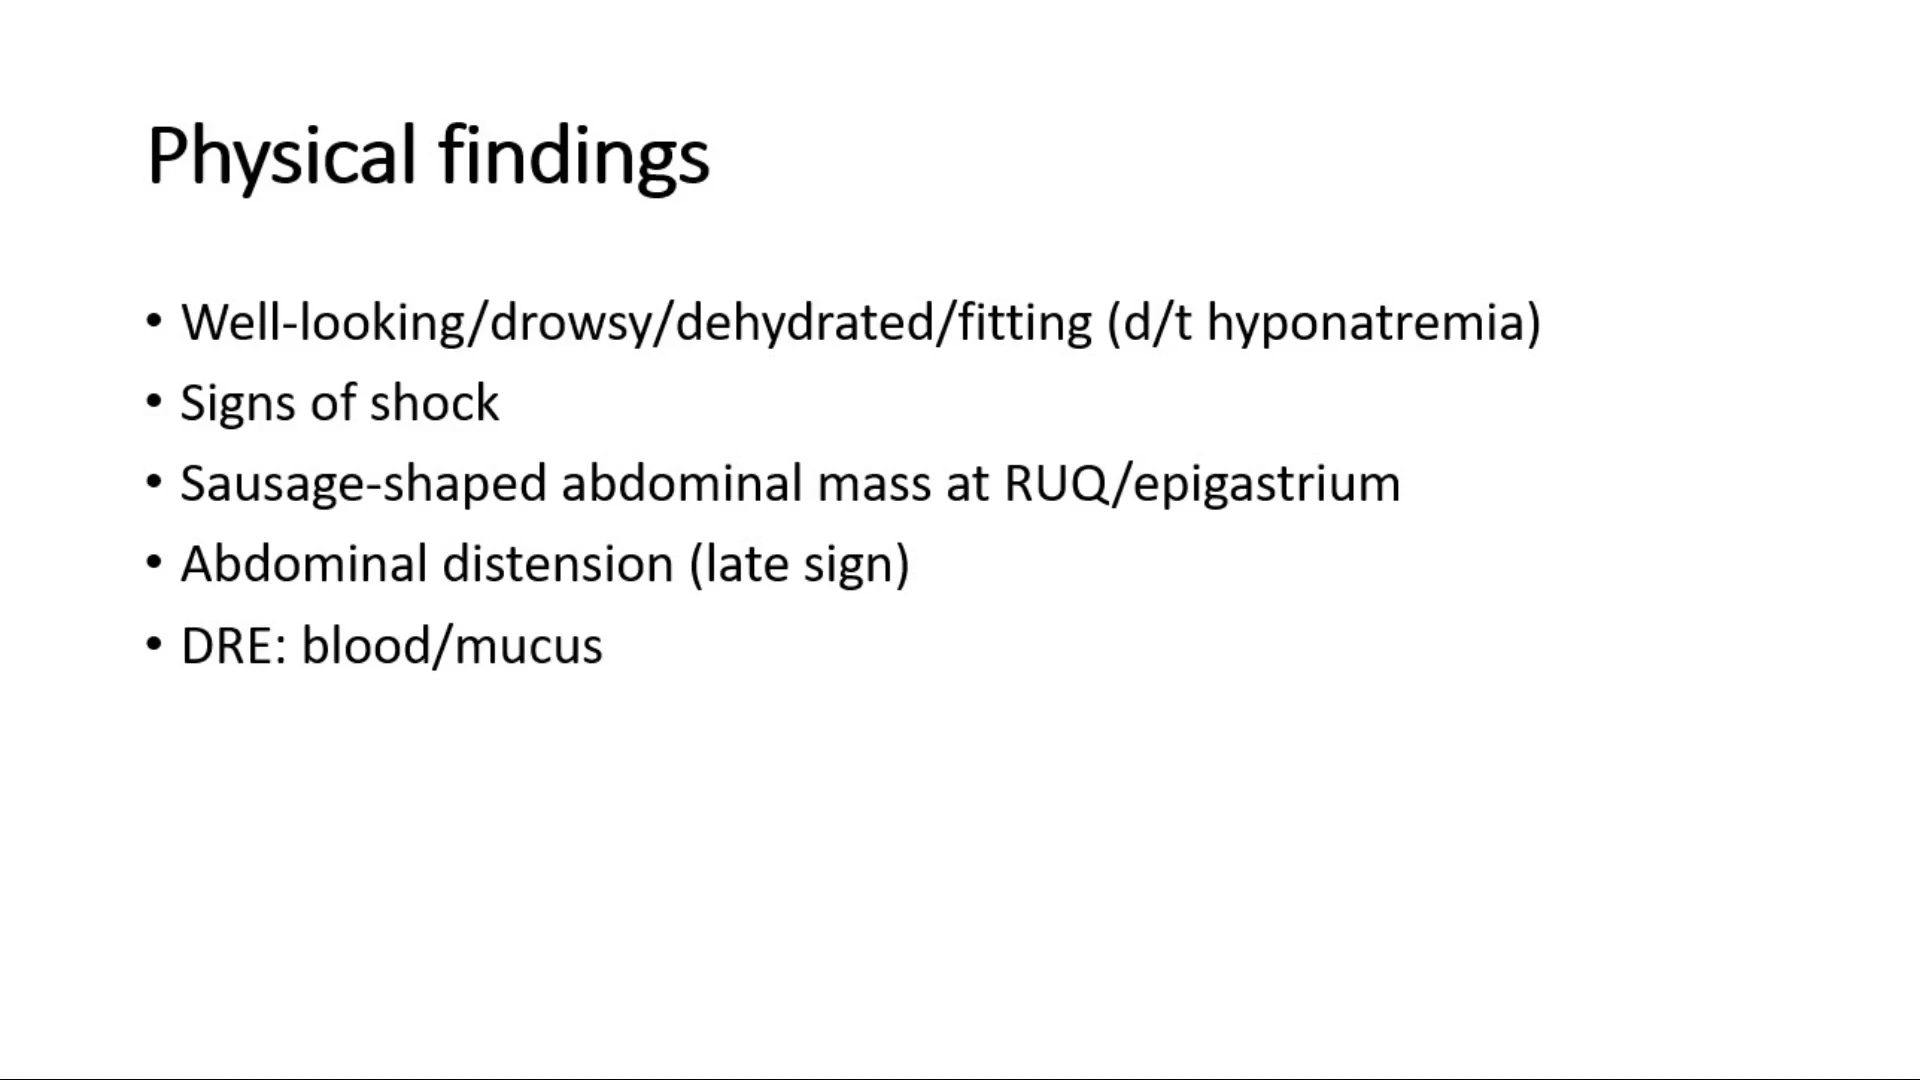 Physical findings
• Well-looking/drowsy/dehydrated/fitting (d/t hyponatremia)
• Signs of shock
• Sausage-shaped abdominal mass at RUQ/epigastrium
• Abdominal distension (late sign)
• DRE: blood/mucus